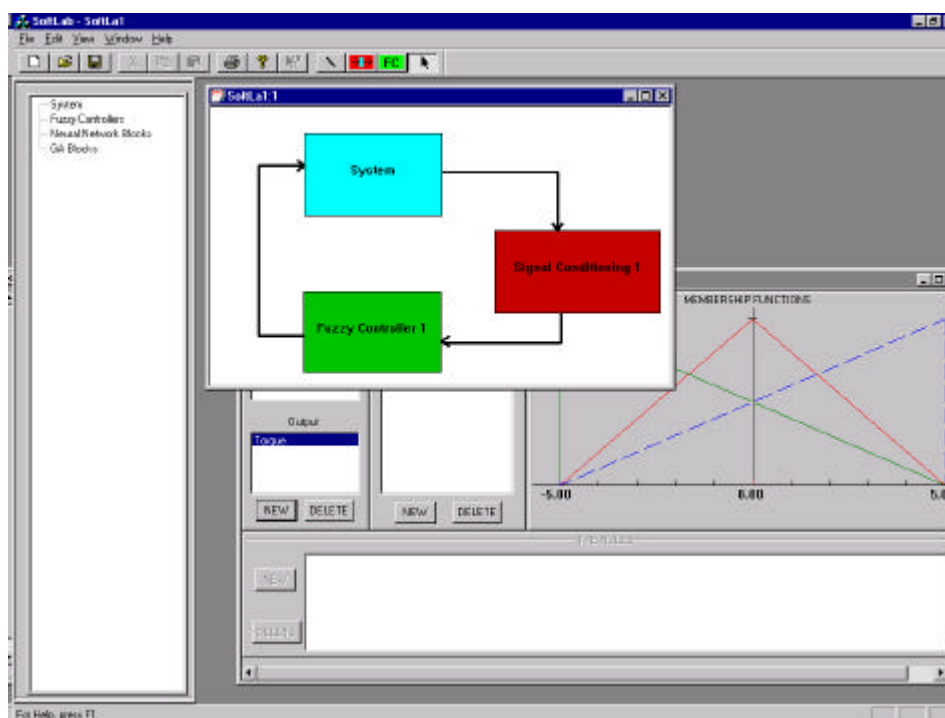 SoftLab - SoftLa1
File Edit View Window Help
FC
System
Fuzzy Controllers
Neural Network Blocks
GA Blocks
SoftLa1:1
System
Signal Conditioning 1
Fuzzy Controller 1
MEMBERSHIP FUNCTIONS
Output
Torque
-5.00 0.00
NEW DELETE NEW DELETE
NEW
DELETE
For Help, press F1